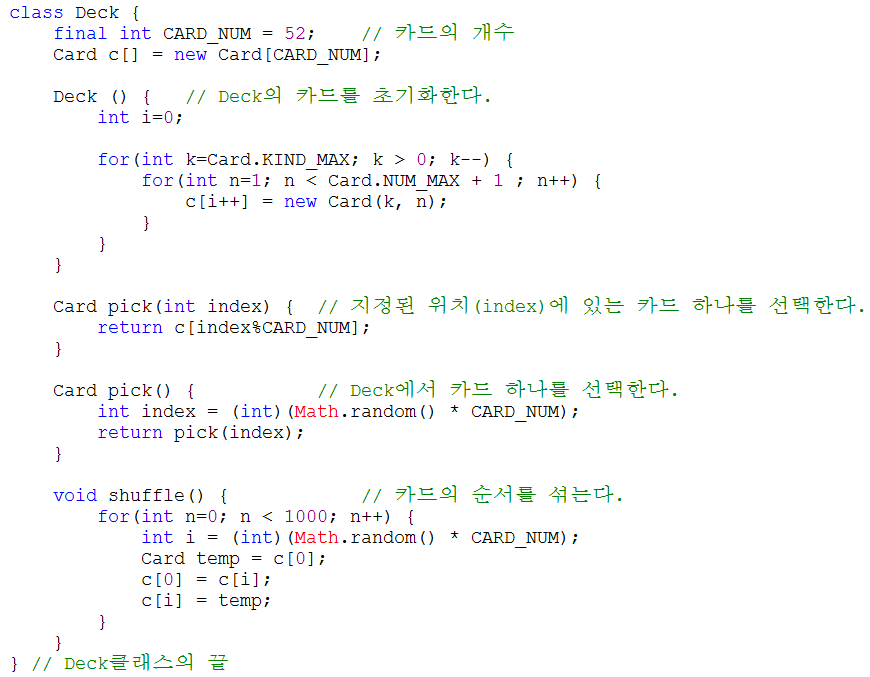 class Deck {
    final int CARD_NUM = 52;    // 카드의 개수
    Card c[] = new Card[CARD_NUM];

    Deck () {   // Deck의 카드를 초기화한다.
        int i=0;

        for(int k=Card.KIND_MAX; k > 0; k--) {
            for(int n=1; n < Card.NUM_MAX + 1 ; n++) {
                c[i++] = new Card(k, n);
            }
        }
    }

    Card pick(int index) {  // 지정된 위치(index)에 있는 카드 하나를 선택한다.
        return c[index%CARD_NUM];
    }

    Card pick() {           // Deck에서 카드 하나를 선택한다.
        int index = (int)(Math.random() * CARD_NUM);
        return pick(index);
    }

    void shuffle() {            // 카드의 순서를 섞는다.
        for(int n=0; n < 1000; n++) {
            int i = (int)(Math.random() * CARD_NUM);
            Card temp = c[0];
            c[0] = c[i];
            c[i] = temp;
        }
    }
} // Deck클래스의 끝